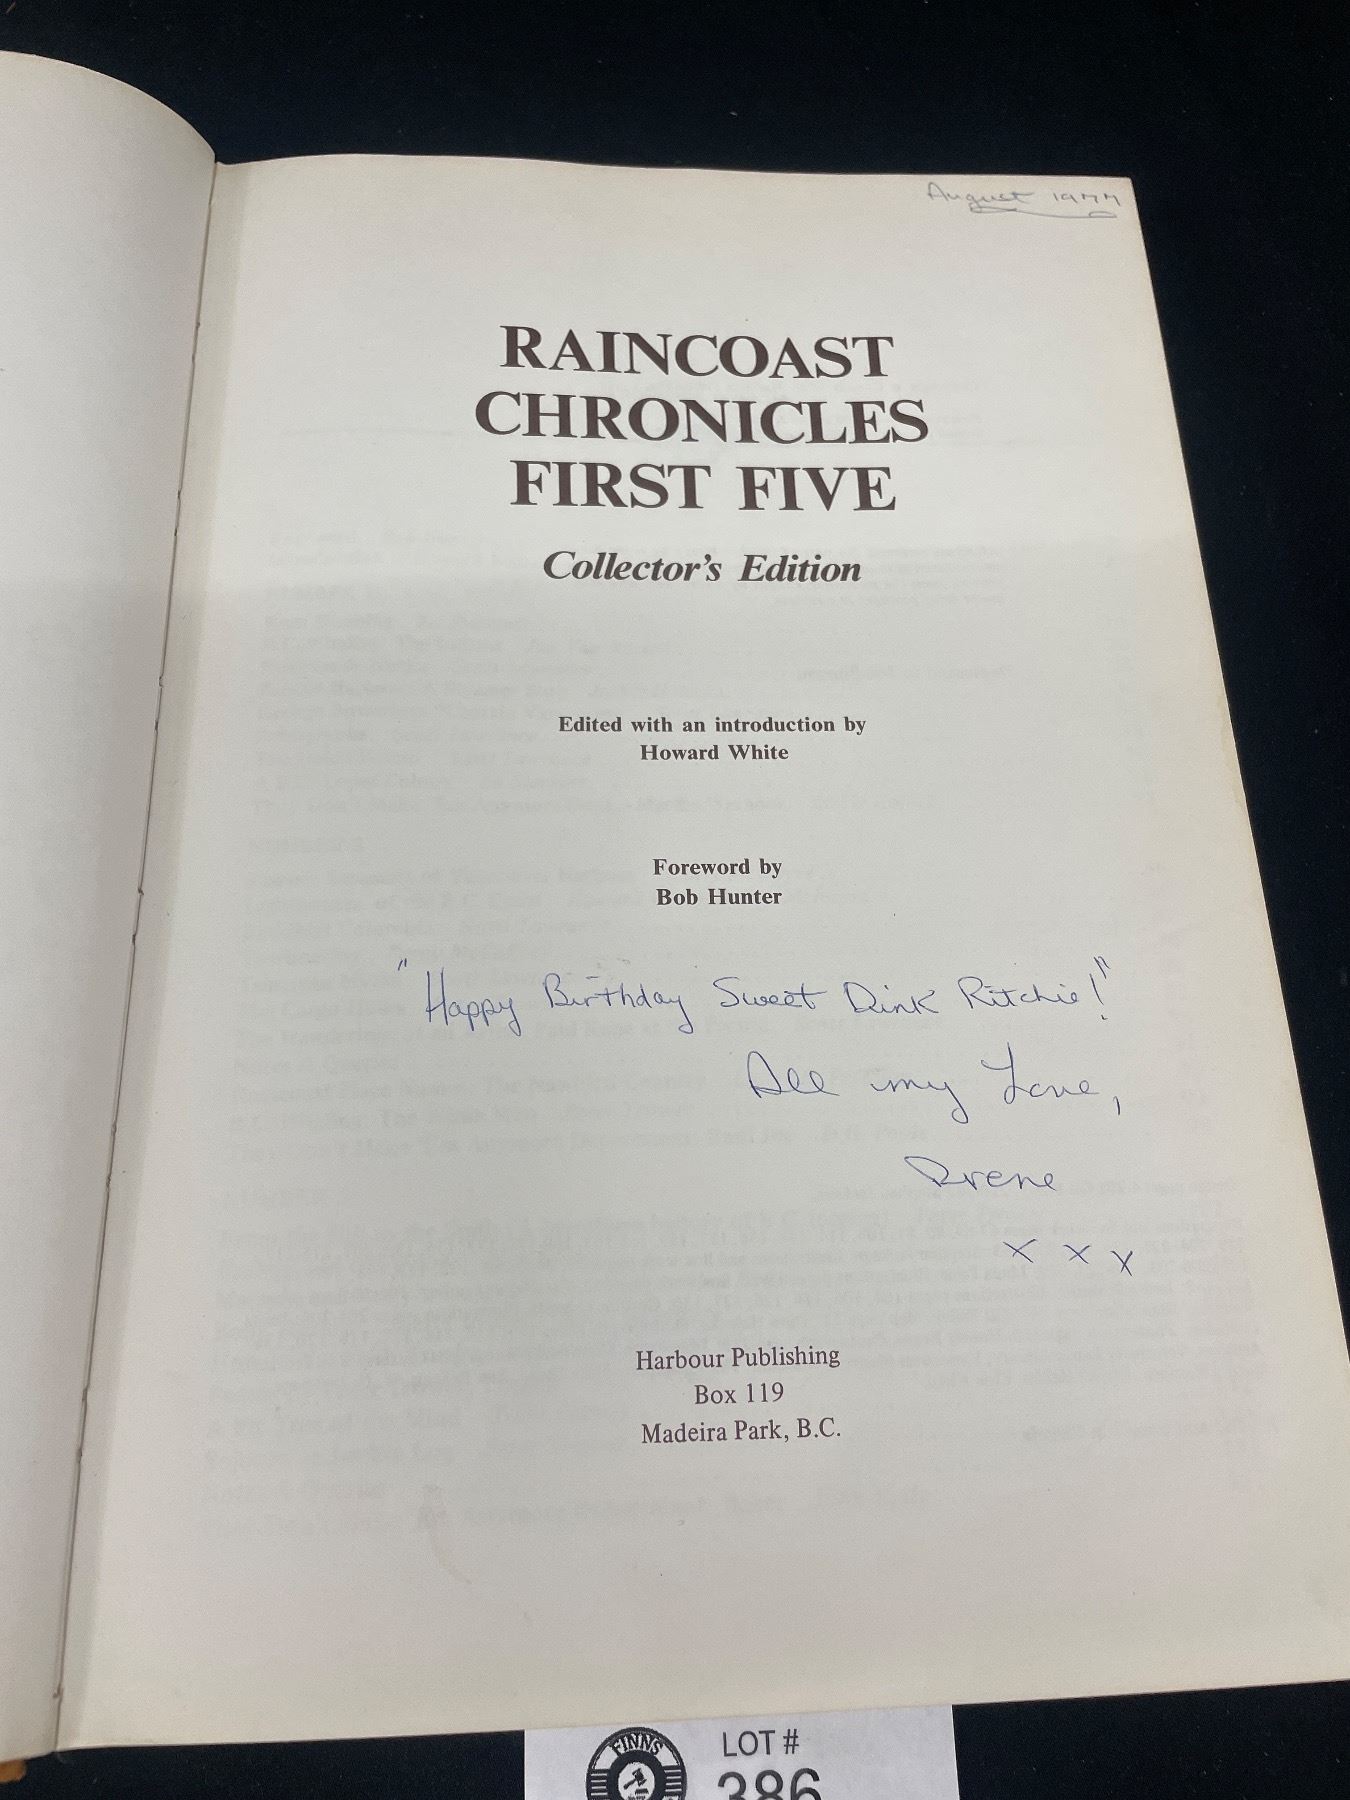 August 1977
RAINCOAST
CHRONICLES
FIRST FIVE
Collector's Edition
Edited with an introduction by
Howard White
Foreword by
Bob Hunter
"Happy Birthday Sweet Dink Ritchie!"
All my Love,
Irene
x x x
Harbour Publishing
Box 119
Madeira Park, B.C.
FINNS
LOT #
386